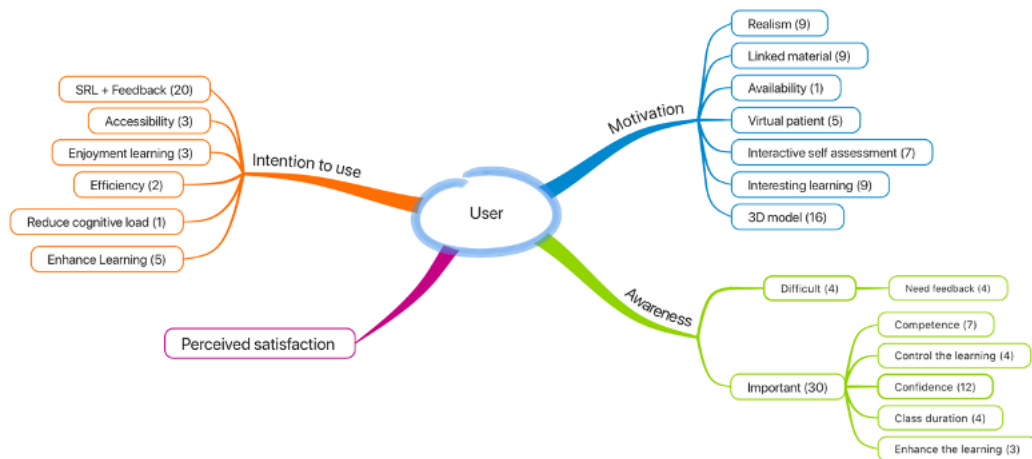 User
Intention to use
SRL + Feedback (20)
Accessibility (3)
Enjoyment learning (3)
Efficiency (2)
Reduce cognitive load (1)
Enhance Learning (5)
Perceived satisfaction
Motivation
Realism (9)
Linked material (9)
Availability (1)
Virtual patient (5)
Interactive self assessment (7)
Interesting learning (9)
3D model (16)
Awareness
Difficult (4)
Need feedback (4)
Important (30)
Competence (7)
Control the learning (4)
Confidence (12)
Class duration (4)
Enhance the learning (3)